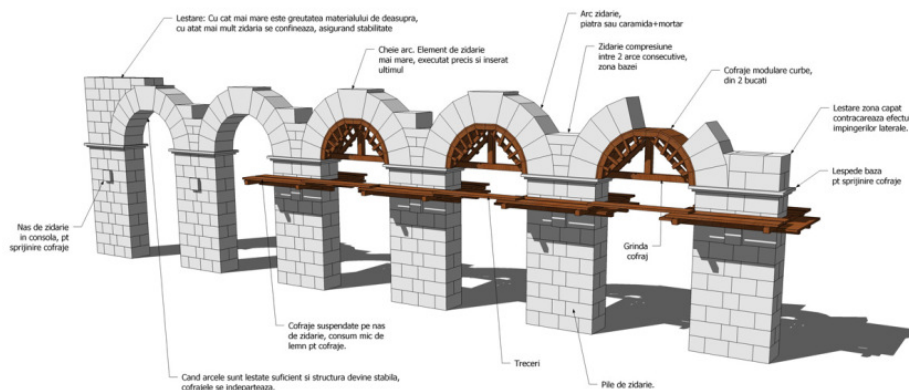 Lestare: Cu cat mai mare este greutatea materialului de deasupra,
cu atat mai mult zidaria se confineaza, asigurand stabilitate
Cheie arc. Element de zidarie
mai mare, executat precis si inserat
ultimul
Arc zidarie,
piatra sau caramida+mortar
Zidarie compresiune
intre 2 arce consecutive,
zona bazei
Cofraje modulare curbe,
din 2 bucati
Lestare zona capat
contracareaza efectu
impingerilor laterale.
Lespede baza
pt sprijinire cofraje
Nas de zidarie
in consola, pt
sprijinire cofraje
Grinda
cofraj
Cofraje suspendate pe nas
de zidarie, consum mic de
lemn pt cofraje.
Treceri
Pile de zidarie.
Cand arcele sunt lestate suficient si structura devine stabila,
cofrajele se indeparteaza.